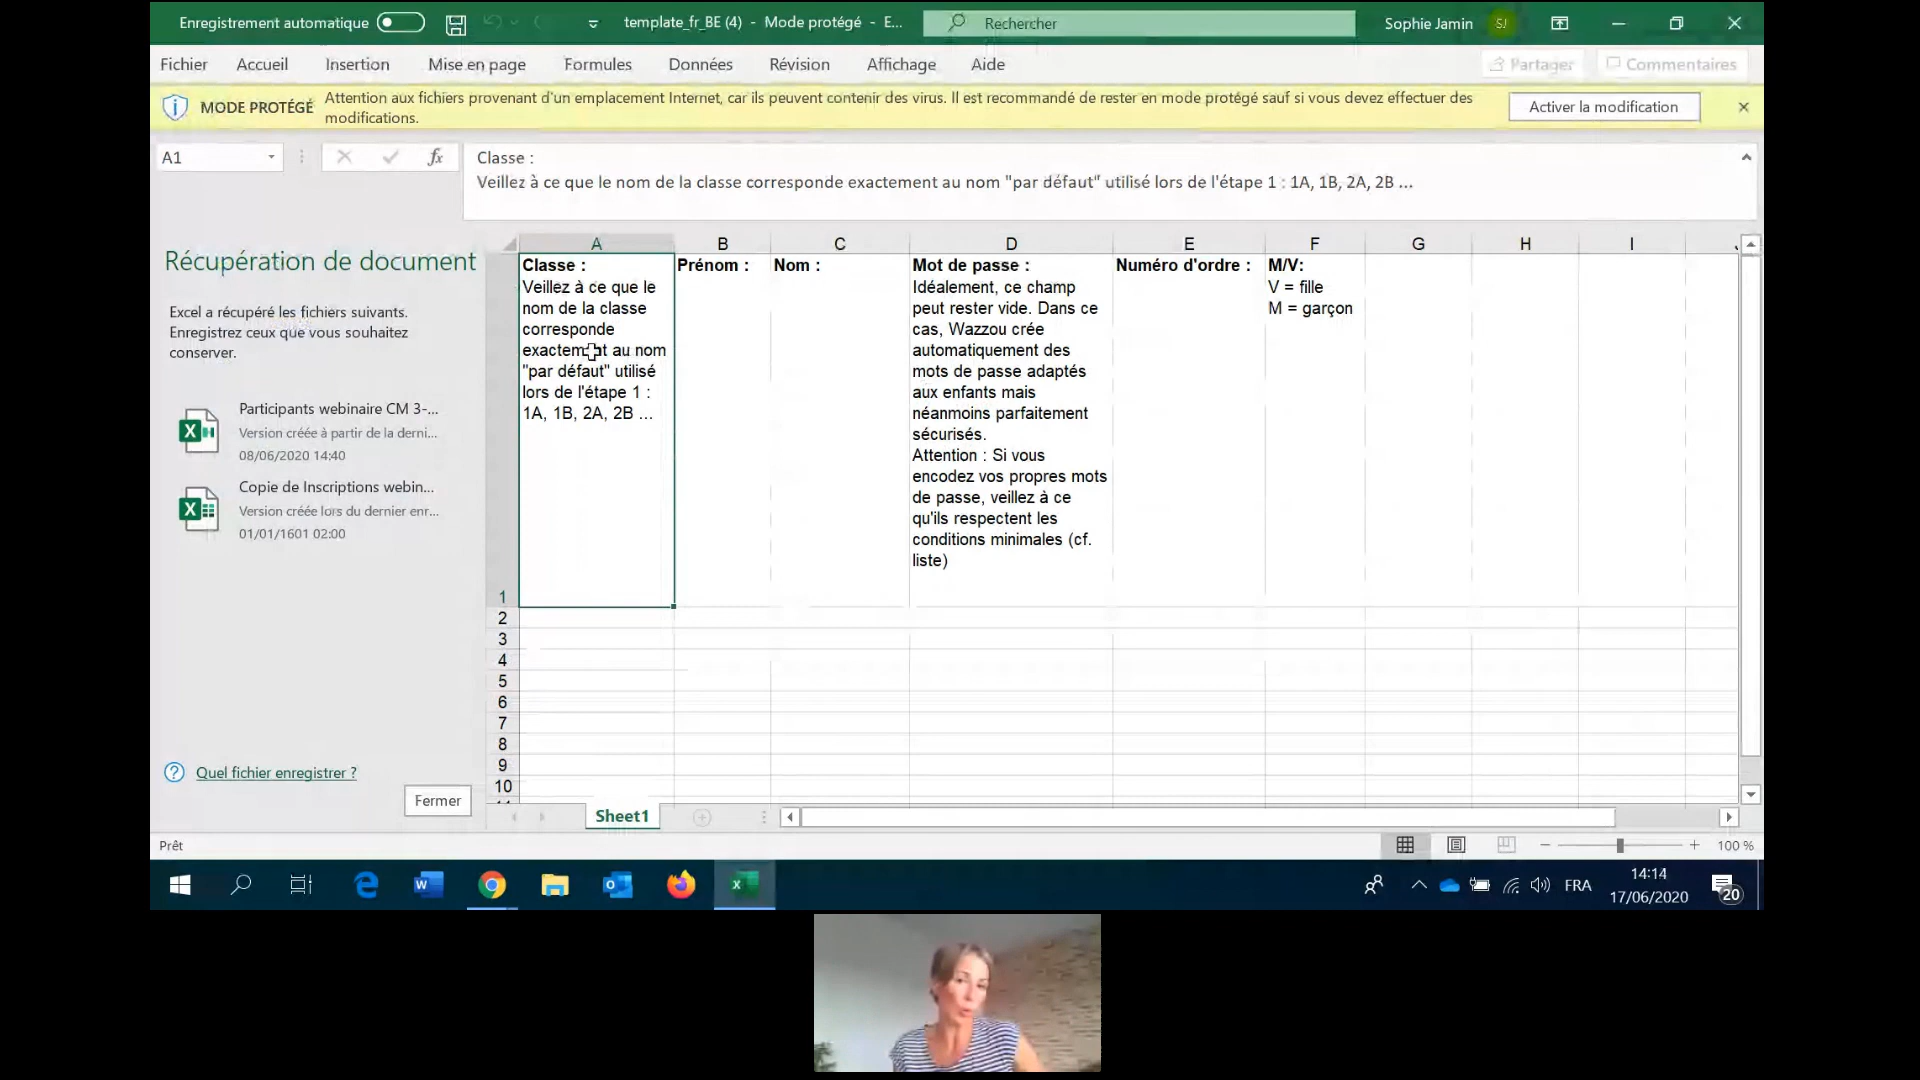 Enregistrement automatique
template_fr_BE (4) - Mode protégé - E...
Rechercher
Sophie Jamin
SJ
Fichier
Accueil
Insertion
Mise en page
Formules
Données
Révision
Affichage
Aide
Partager
Commentaires
MODE PROTÉGÉ
Attention aux fichiers provenant d'un emplacement Internet, car ils peuvent contenir des virus. Il est recommandé de rester en mode protégé sauf si vous devez effectuer des
modifications.
Activer la modification
A1
fx
Classe :
Veillez à ce que le nom de la classe corresponde exactement au nom "par défaut" utilisé lors de l'étape 1 : 1A, 1B, 2A, 2B ...
Récupération de document
Excel a récupéré les fichiers suivants.
Enregistrez ceux que vous souhaitez
conserver.
Participants webinaire CM 3-...
Version créée à partir de la derni...
08/06/2020 14:40
Copie de Inscriptions webin...
Version créée lors du dernier enr...
01/01/1601 02:00
Quel fichier enregistrer ?
Fermer
A
B
C
D
E
F
G
H
I
Classe :
Veillez à ce que le
nom de la classe
corresponde
exactement au nom
"par défaut" utilisé
lors de l'étape 1 :
1A, 1B, 2A, 2B ...
Prénom :
Nom :
Mot de passe :
Idéalement, ce champ
peut rester vide. Dans ce
cas, Wazzou crée
automatiquement des
mots de passe adaptés
aux enfants mais
néanmoins parfaitement
sécurisés.
Attention : Si vous
encodez vos propres mots
de passe, veillez à ce
qu'ils respectent les
conditions minimales (cf.
liste)
Numéro d'ordre :
M/V:
V = fille
M = garçon
1
2
3
4
5
6
7
8
9
10
Sheet1
Prêt
100 %
FRA
14:14
17/06/2020
20